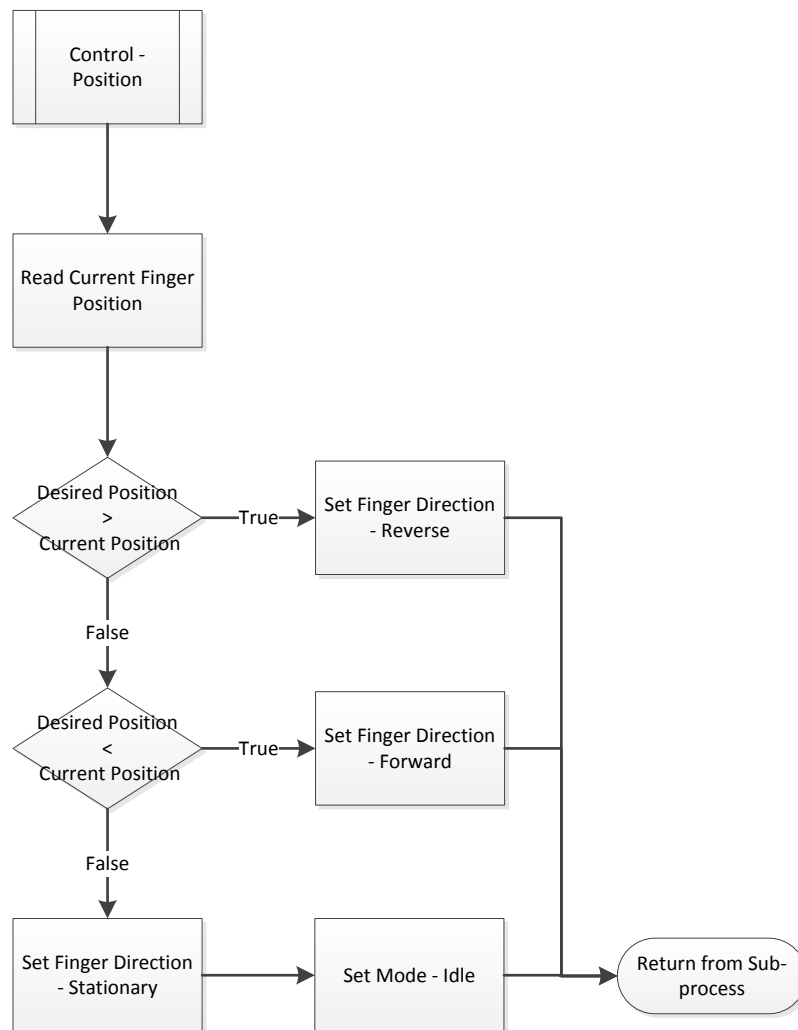 Control -
Position
Read Current Finger
Position
Desired Position
>
Current Position
True
Set Finger Direction
- Reverse
False
Desired Position
<
Current Position
True
Set Finger Direction
- Forward
False
Set Finger Direction
- Stationary
Set Mode - Idle
Return from Sub-
process